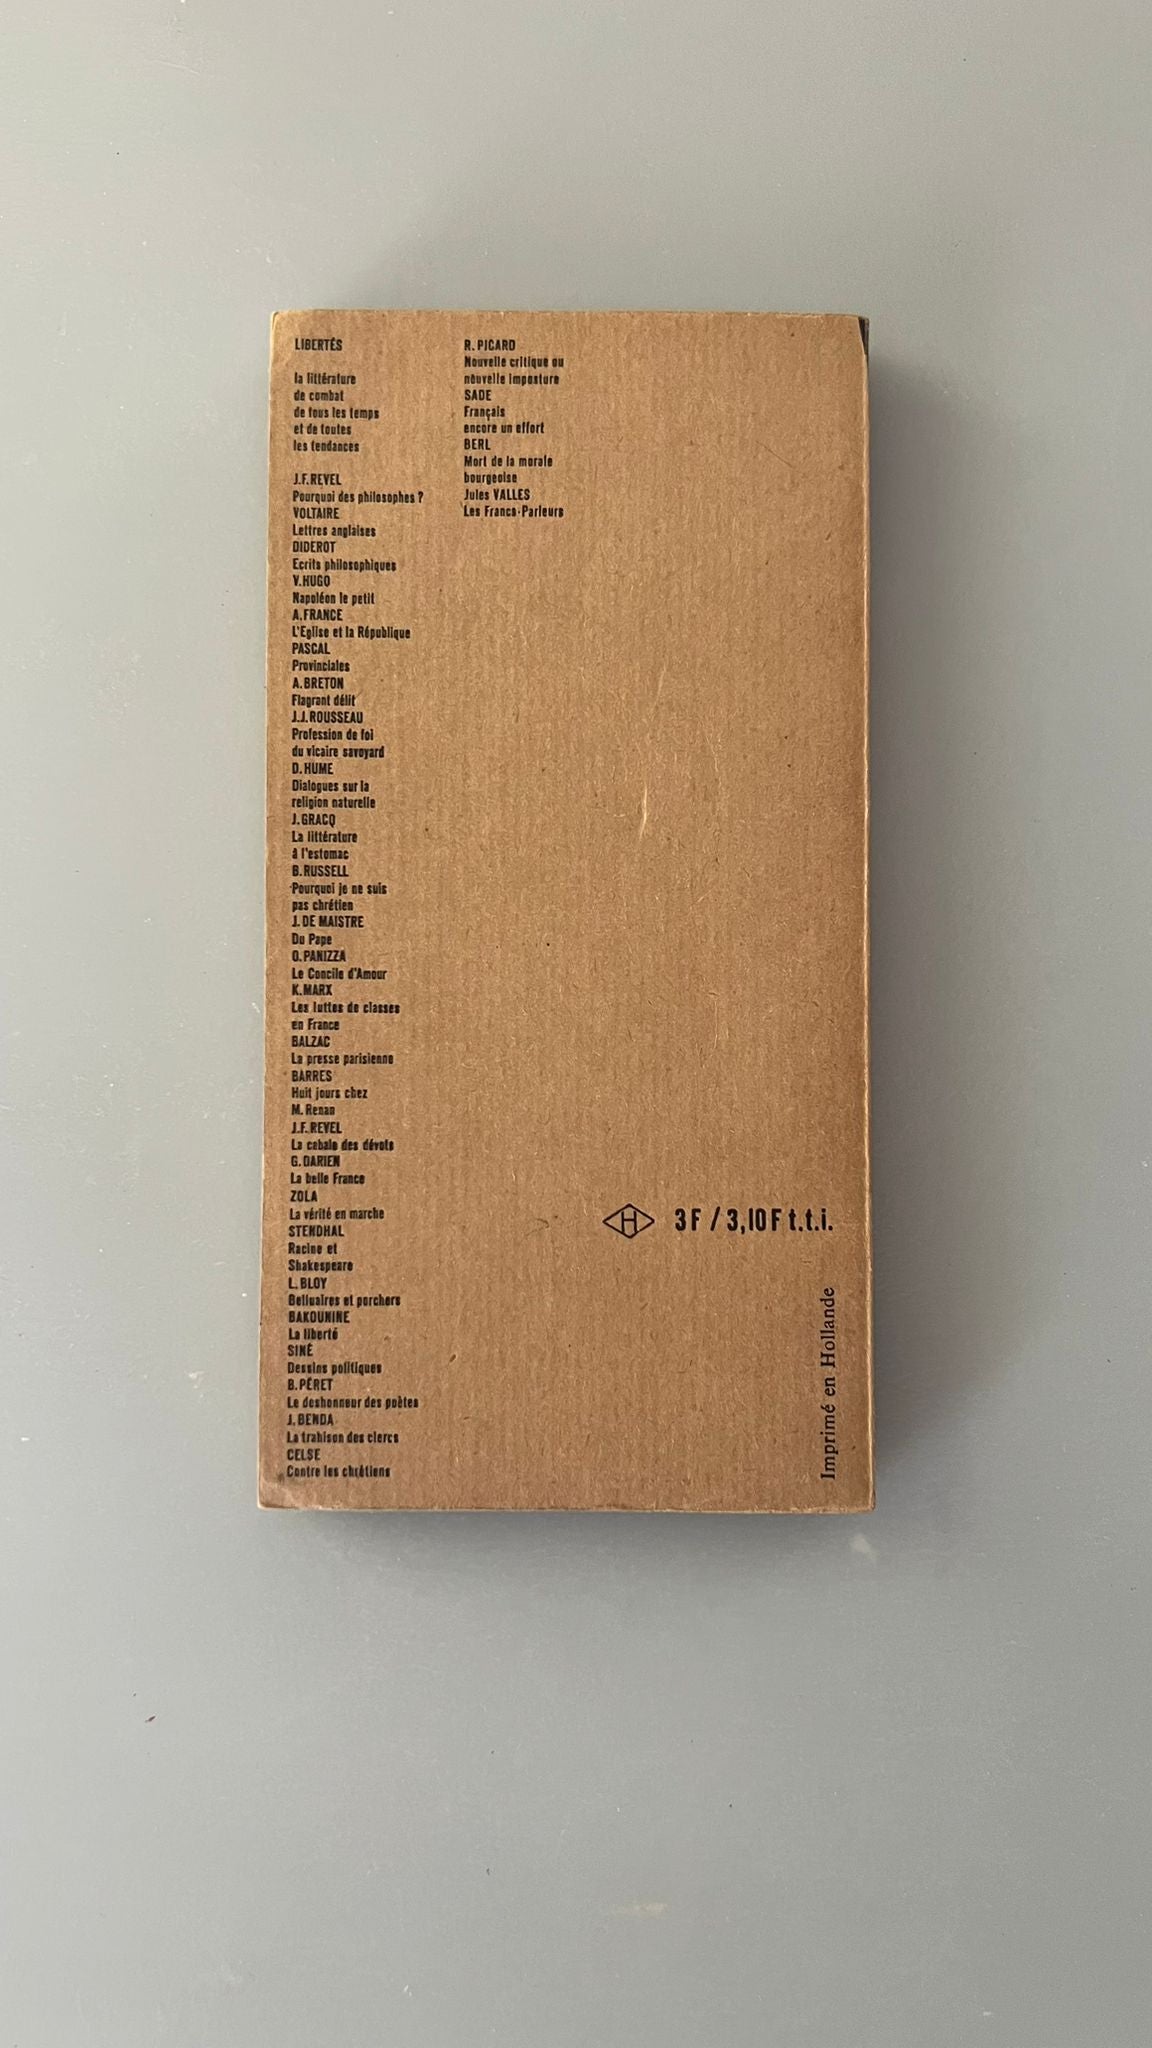 LIBERTÉS
la littérature
de combat
de tous les temps
et de toutes
les tendances
J.F. REVEL
Pourquoi des philosophes ?
VOLTAIRE
Lettres anglaises
DIDEROT
Ecrits philosophiques
V. HUGO
Napoléon le petit
A. FRANCE
L'Eglise et la République
PASCAL
Provinciales
A. BRETON
Flagrant délit
J.J. ROUSSEAU
Profession de foi
du vicaire savoyard
D. HUME
Dialogues sur la
religion naturelle
J. GRACQ
La littérature
à l'estomac
B. RUSSELL
Pourquoi je ne suis
pas chrétien
J. DE MAISTRE
Du Pape
O. PANIZZA
Le Concile d'Amour
K. MARX
Les luttes de classes
en France
BALZAC
La presse parisienne
BARRES
Huit jours chez
M. Renan
J.F. REVEL
La cabale des dévots
G. DARIEN
La belle France
ZOLA
La vérité en marche
STENDHAL
Racine et
Shakespeare
L. BLOY
Belluaires et porchers
BAKOUNINE
La liberté
SINÉ
Dessins politiques
B. PÉRET
Le deshonneur des poètes
J. BENDA
La trahison des clercs
CELSE
Contre les chrétiens
R. PICARD
Nouvelle critique ou
nouvelle imposture
SADE
Français
encore un effort
BERL
Mort de la morale
bourgeoise
Jules VALLES
Les Francs-Parleurs
H 3 F / 3,10 F t.t.i.
Imprimé en Hollande